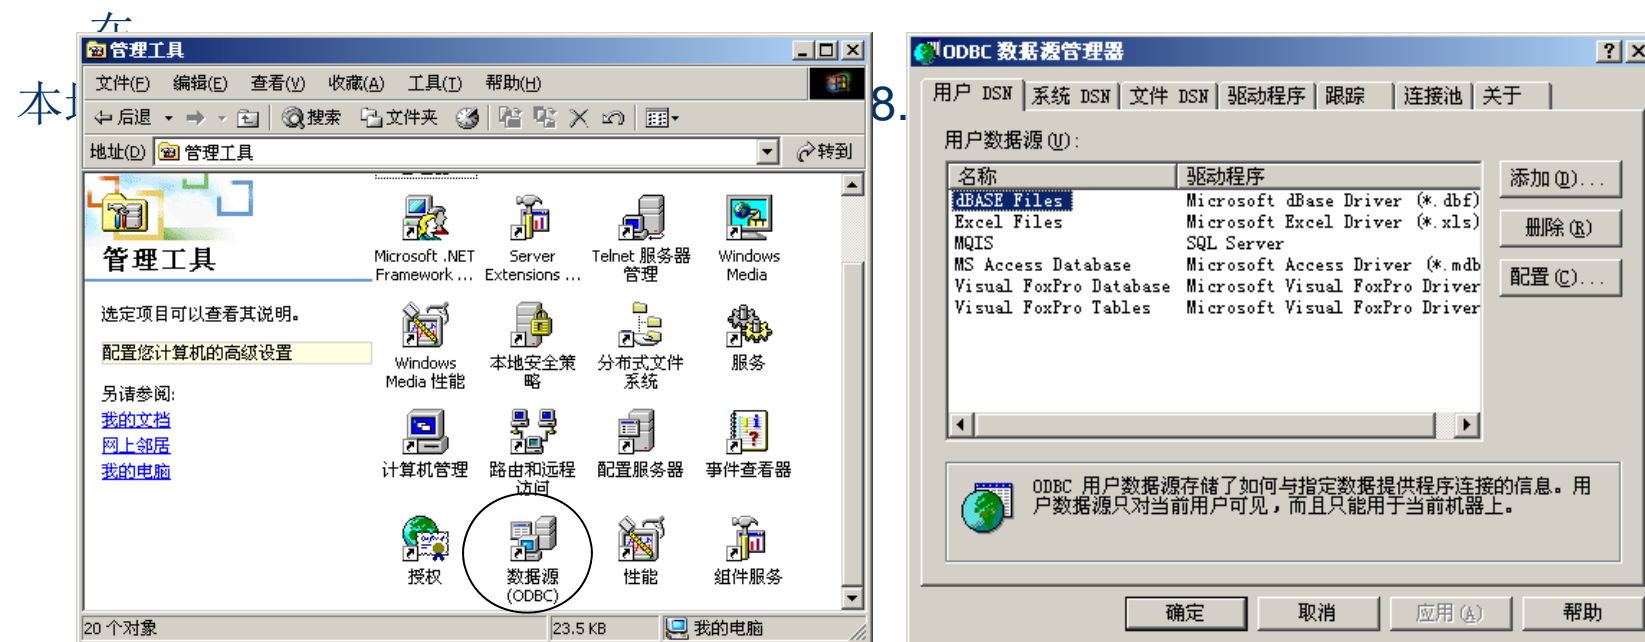 在
本地
8.
管理工具
文件(F) 编辑(E) 查看(V) 收藏(A) 工具(T) 帮助(H)
后退 搜索 文件夹
地址(D) 管理工具 转到
管理工具
选定项目可以查看其说明。
配置您计算机的高级设置
另请参阅:
我的文档
网上邻居
我的电脑
Microsoft .NET
Framework ...
Server
Extensions ...
Telnet 服务器
管理
Windows
Media
Windows
Media 性能
本地安全策
略
分布式文件
系统
服务
计算机管理
路由和远程
访问
配置服务器
事件查看器
授权
数据源
(ODBC)
性能
组件服务
20 个对象 23.5 KB 我的电脑
ODBC 数据源管理器
用户 DSN 系统 DSN 文件 DSN 驱动程序 跟踪 连接池 关于
用户数据源(U):
名称 驱动程序
dBASE Files Microsoft dBase Driver (*.dbf)
Excel Files Microsoft Excel Driver (*.xls)
MQIS SQL Server
MS Access Database Microsoft Access Driver (*.mdb
Visual FoxPro Database Microsoft Visual FoxPro Driver
Visual FoxPro Tables Microsoft Visual FoxPro Driver
添加(D)...
删除(R)
配置(C)...
ODBC 用户数据源存储了如何与指定数据提供程序连接的信息。用
户数据源只对当前用户可见,而且只能用于当前机器上。
确定 取消 应用(A) 帮助